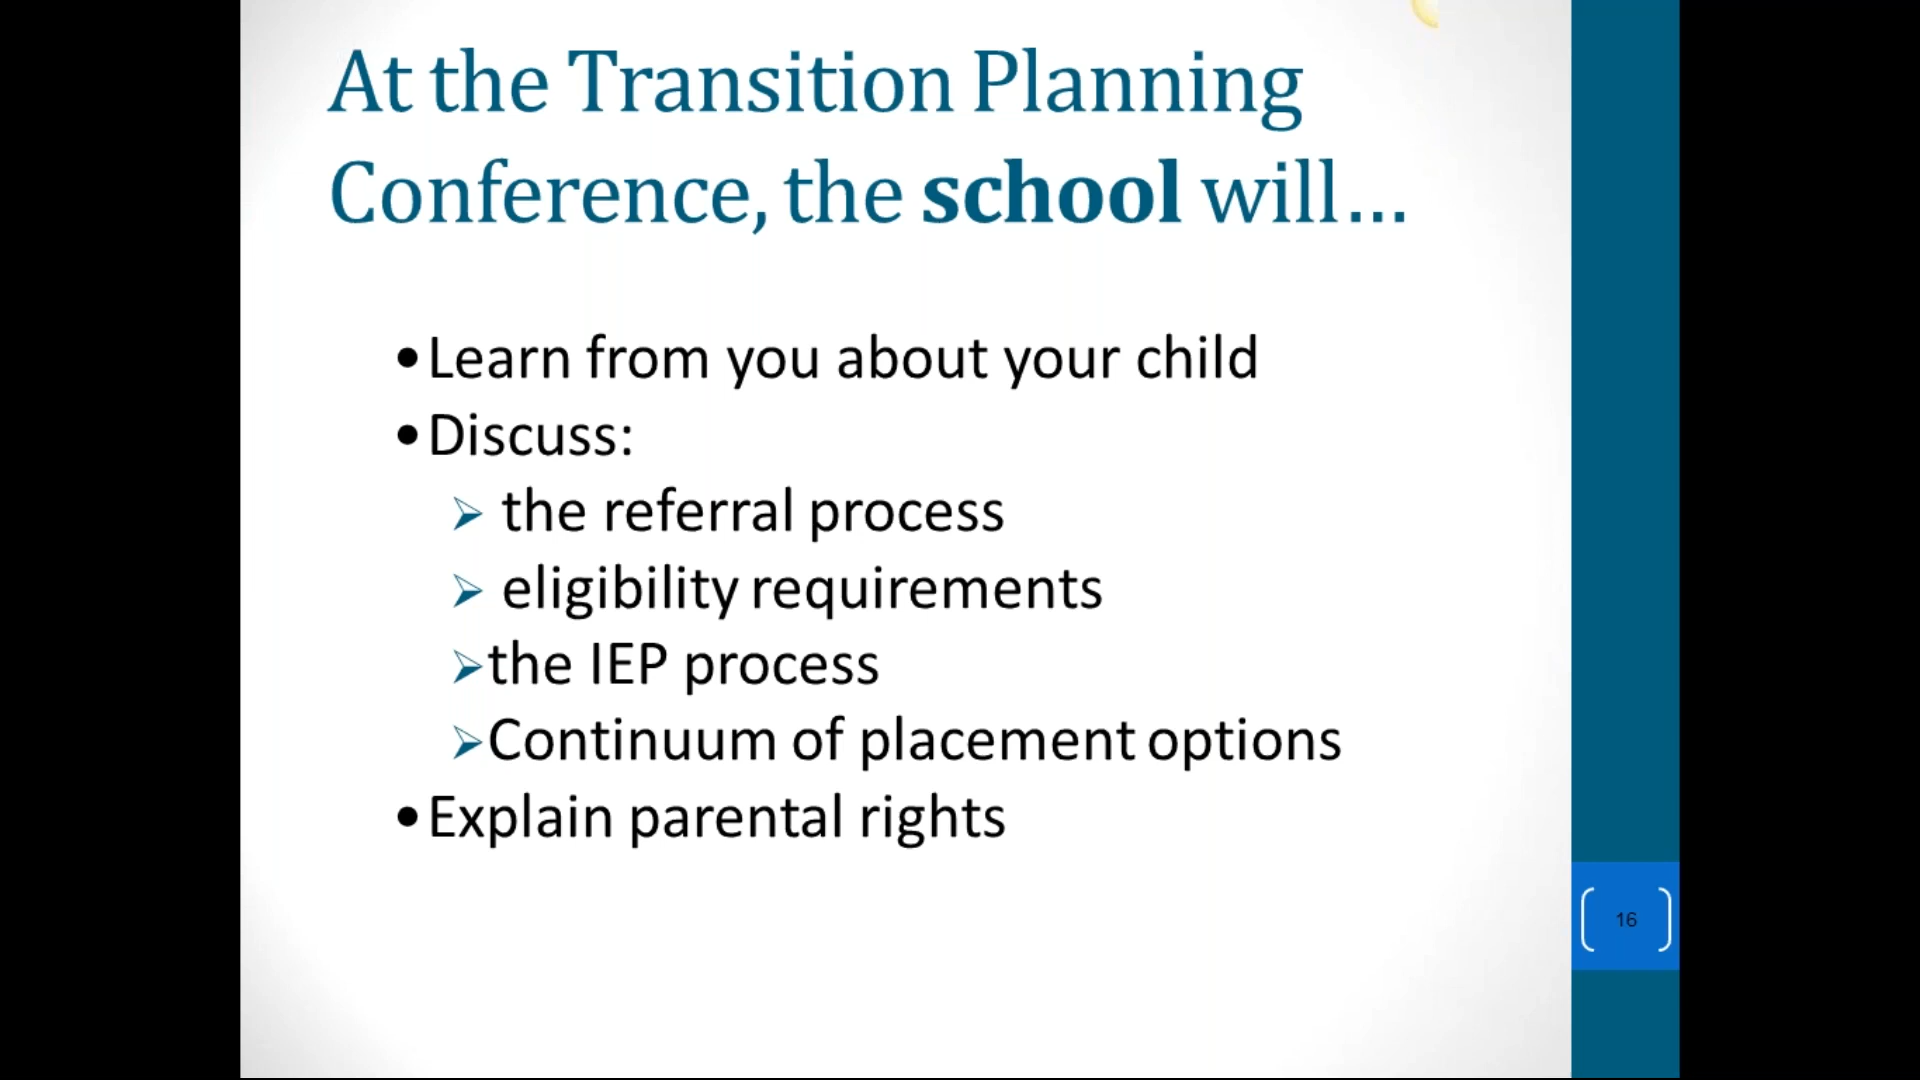 At the Transition Planning
Conference, the school will…
•Learn from you about your child
•Discuss:
➢ the referral process
➢ eligibility requirements
➢the IEP process
➢Continuum of placement options
•Explain parental rights
16